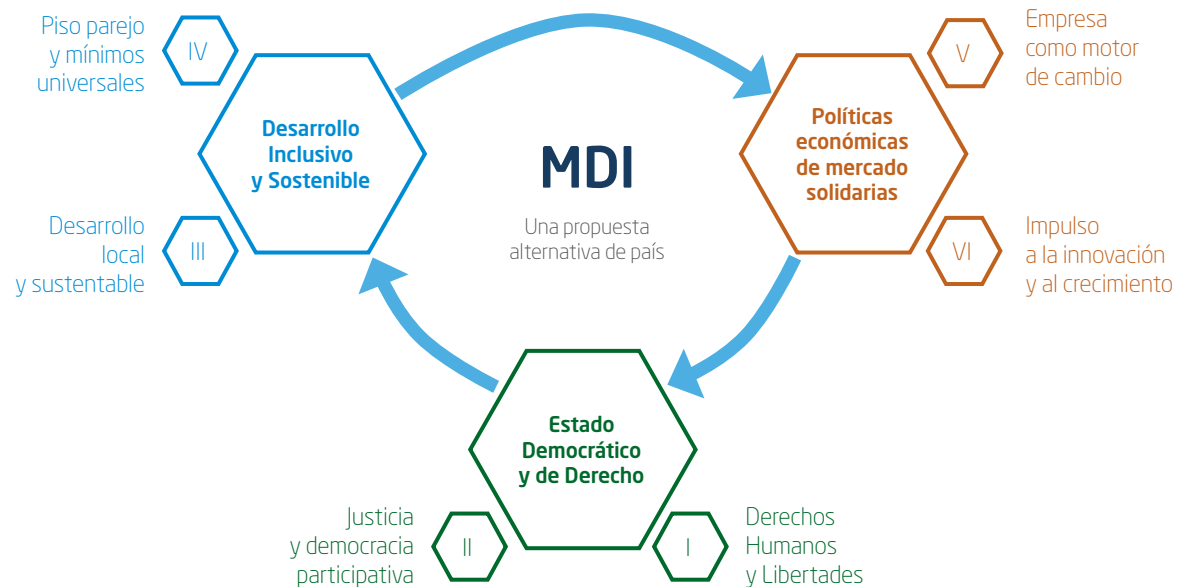 Piso parejo
y mínimos
universales
IV
Desarrollo
Inclusivo
y Sostenible
Desarrollo
local
y sustentable
III
MDI
Una propuesta
alternativa de país
Políticas
económicas
de mercado
solidarias
V
Empresa
como motor
de cambio
VI
Impulso
a la innovación
y al crecimiento
Estado
Democrático
y de Derecho
Justicia
y democracia
participativa
II
I
Derechos
Humanos
y Libertades